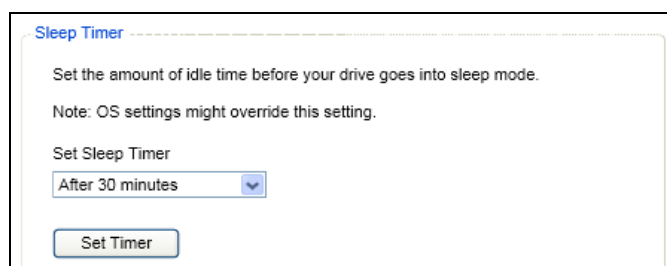 Sleep Timer
Set the amount of idle time before your drive goes into sleep mode.
Note: OS settings might override this setting.
Set Sleep Timer
After 30 minutes
Set Timer